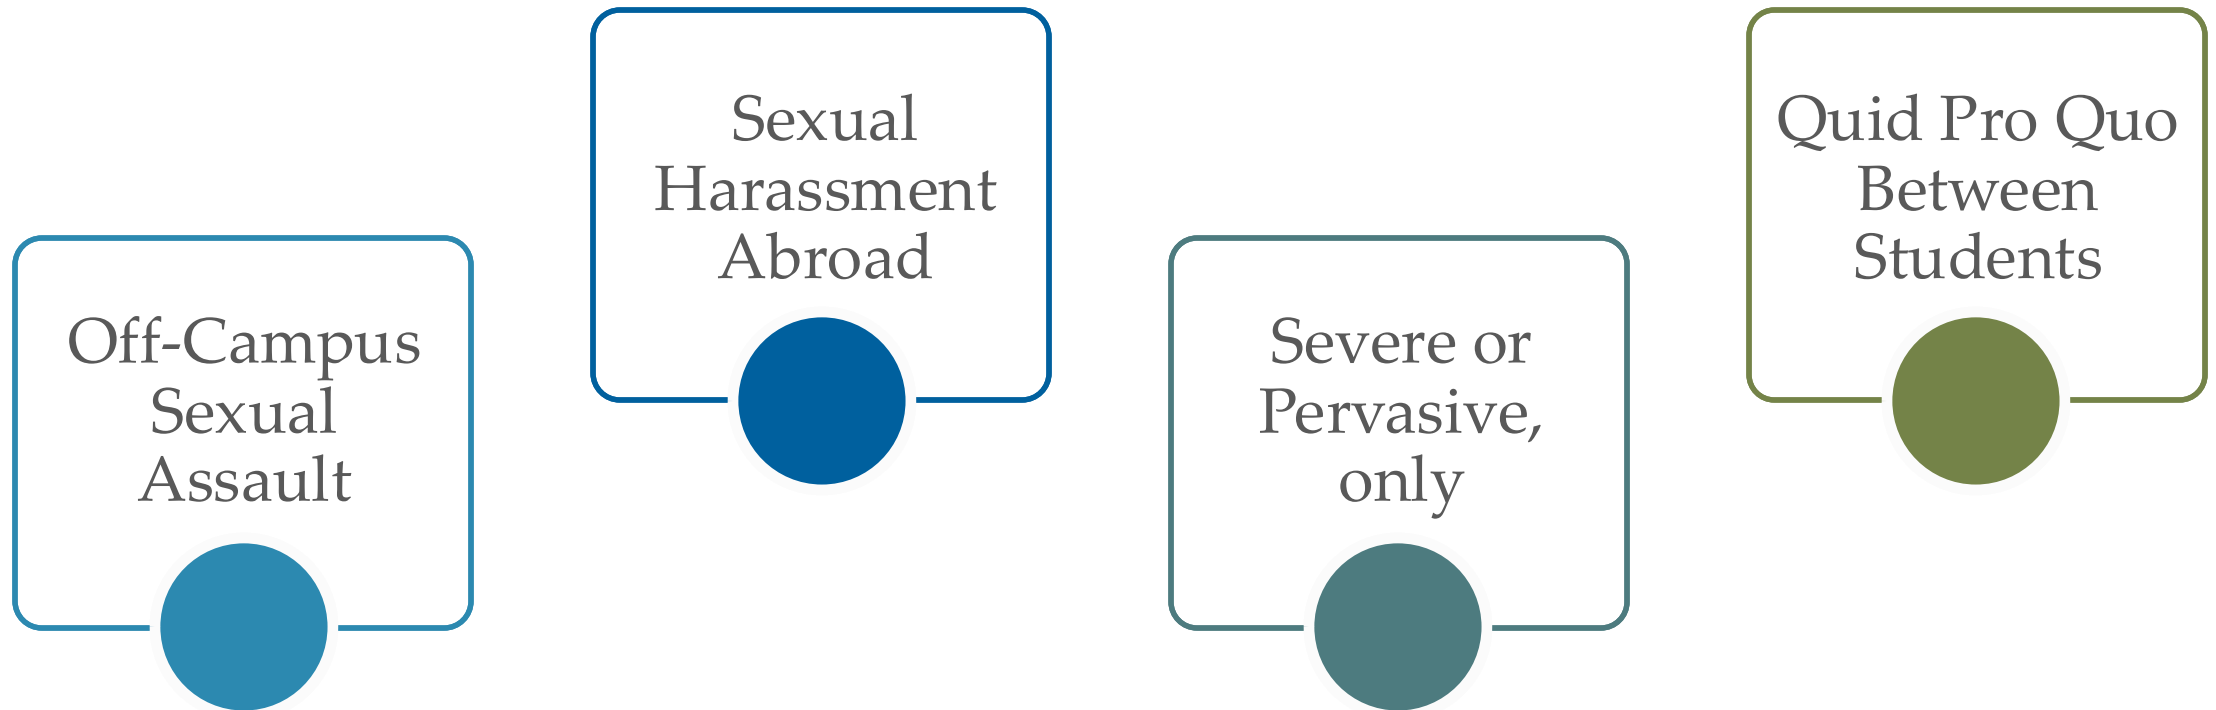 Off-Campus
Sexual
Assault
Sexual
Harassment
Abroad
Severe or
Pervasive,
only
Quid Pro Quo
Between
Students